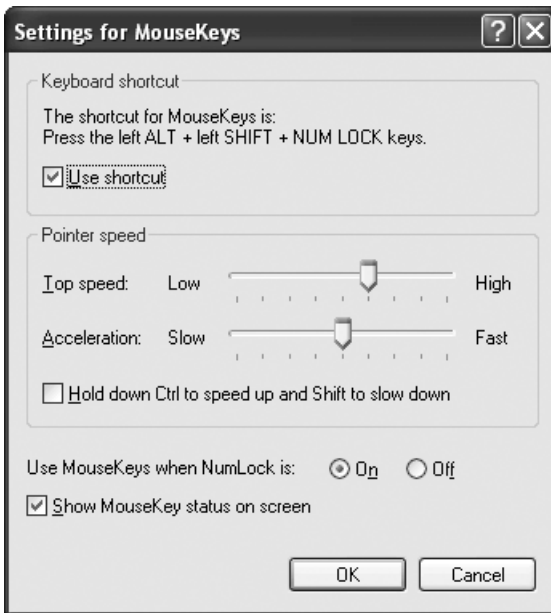 Settings for MouseKeys
Keyboard shortcut
The shortcut for MouseKeys is:
Press the left ALT + left SHIFT + NUM LOCK keys.
Use shortcut
Pointer speed
Top speed: Low High
Acceleration: Slow Fast
Hold down Ctrl to speed up and Shift to slow down
Use MouseKeys when NumLock is: On Off
Show MouseKey status on screen
OK Cancel